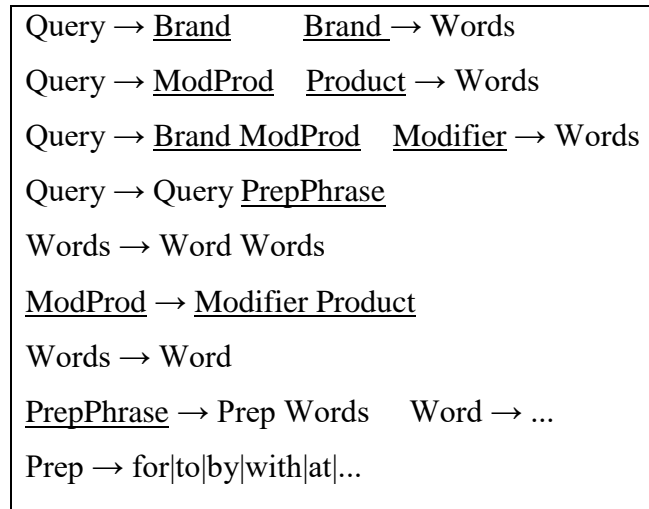 Query → Brand Brand → Words
Query → ModProd Product → Words
Query → Brand ModProd Modifier → Words
Query → Query PrepPhrase
Words → Word Words
ModProd → Modifier Product
Words → Word
PrepPhrase → Prep Words Word → ...
Prep → for|to|by|with|at|...